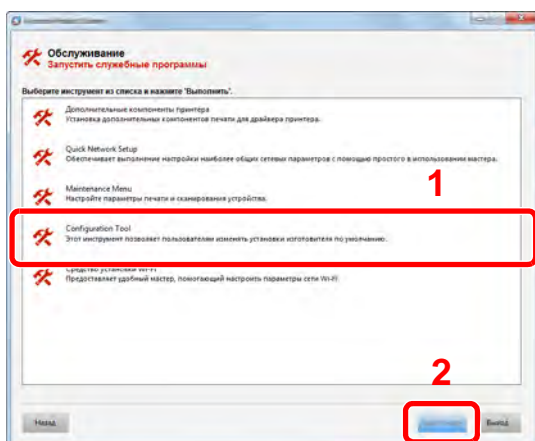 Обслуживание
Запустить служебные программы
Выберите инструмент из списка и нажмите 'Выполнить'.
Дополнительные компоненты принтера
Установка дополнительных компонентов печати для драйвера принтера.
Quick Network Setup
Обеспечивает выполнение настройки наиболее общих сетевых параметров с помощью простого в использовании мастера.
Maintenance Menu
Настройте параметры печати и сканирования устройства.
1
Configuration Tool
Этот инструмент позволяет пользователям изменять установки изготовителя по умолчанию.
Средство установки Wi-Fi
Предоставляет удобный мастер, помогающий настроить параметры сети Wi-Fi.
2
Назад
Выход